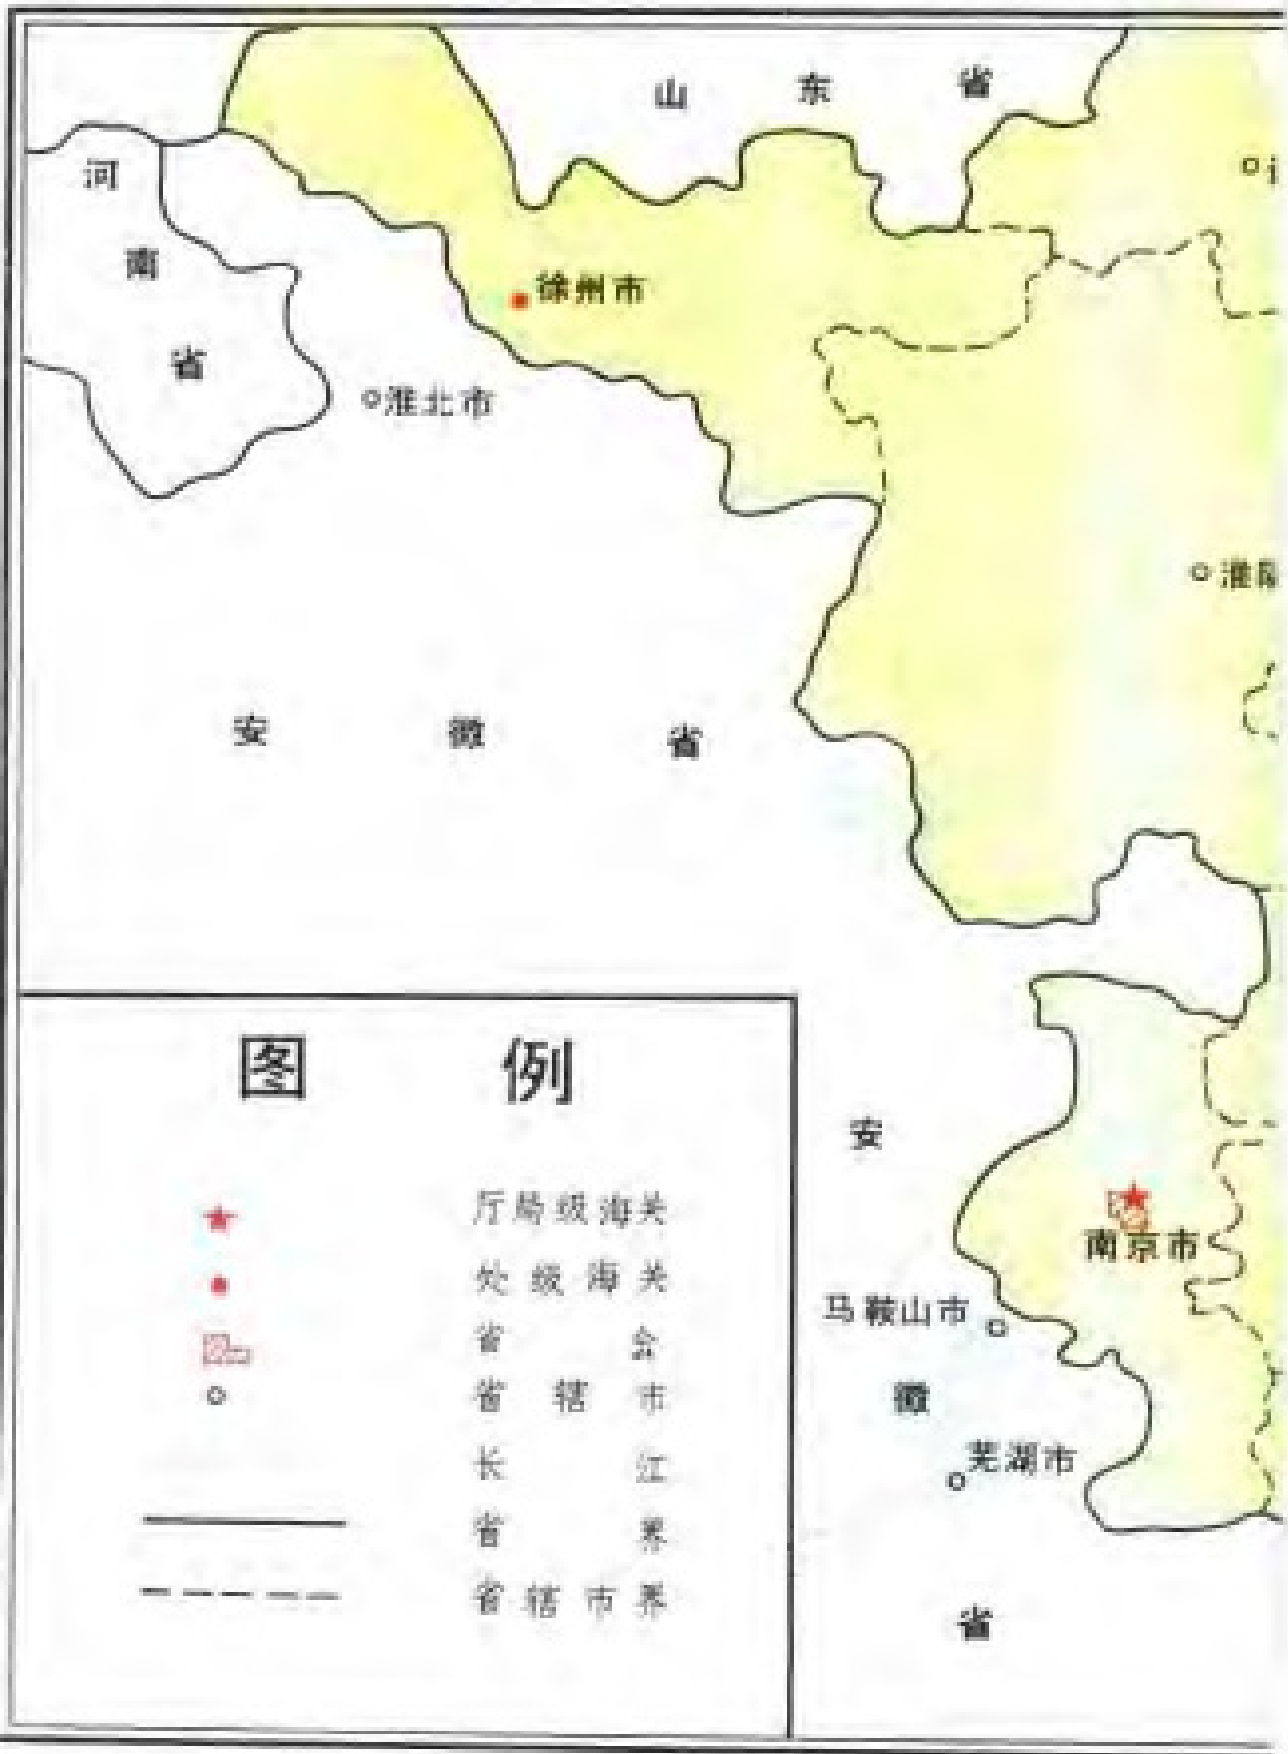 山东省
河南省
徐州市
淮北市
淮
安徽省
图例
厅局级海关
处级海关
省会
省辖市
长江
省界
省辖市界
安徽省
南京市
马鞍山市
芜湖市